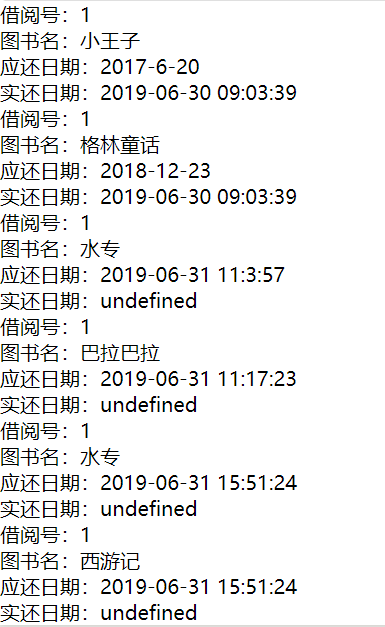 借阅号：1
图书名：小王子
应还日期：2017-6-20
实还日期：2019-06-30 09:03:39
借阅号：1
图书名：格林童话
应还日期：2018-12-23
实还日期：2019-06-30 09:03:39
借阅号：1
图书名：水专
应还日期：2019-06-31 11:3:57
实还日期：undefined
借阅号：1
图书名：巴拉巴拉
应还日期：2019-06-31 11:17:23
实还日期：undefined
借阅号：1
图书名：水专
应还日期：2019-06-31 15:51:24
实还日期：undefined
借阅号：1
图书名：西游记
应还日期：2019-06-31 15:51:24
实还日期：undefined